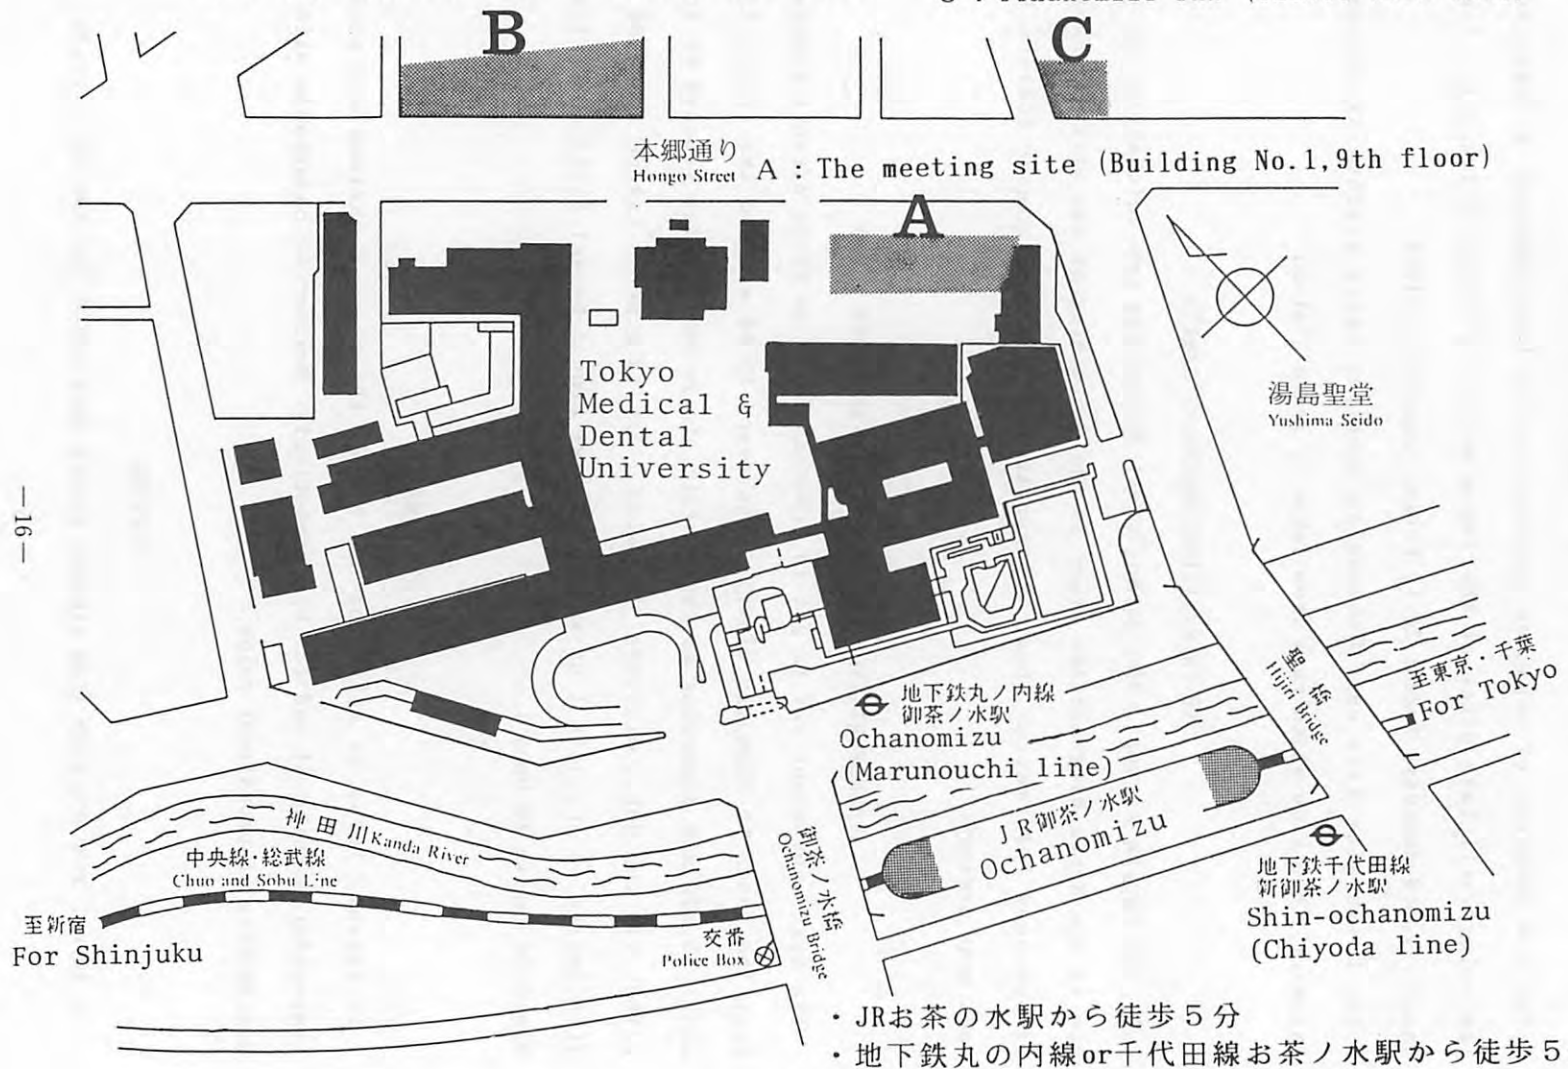 B
C
本郷通り
Hongo Street
A : The meeting site (Building No.1,9th floor)
A
Tokyo
Medical &
Dental
University
湯島聖堂
Yushima Seido
—16—
聖橋
Hijiri Bridge
至東京・千葉
For Tokyo
地下鉄丸ノ内線
御茶ノ水駅
Ochanomizu
(Marunouchi line)
神田川Kanda River
中央線・総武線
Chuo and Sobu Line
至新宿
For Shinjuku
交番
Police Box
御茶ノ水橋
Ochanomizu Bridge
JR御茶ノ水駅
Ochanomizu
地下鉄千代田線
新御茶ノ水駅
Shin-ochanomizu
(Chiyoda line)
・JRお茶の水駅から徒歩5分
・地下鉄丸の内線or千代田線お茶ノ水駅から徒歩5